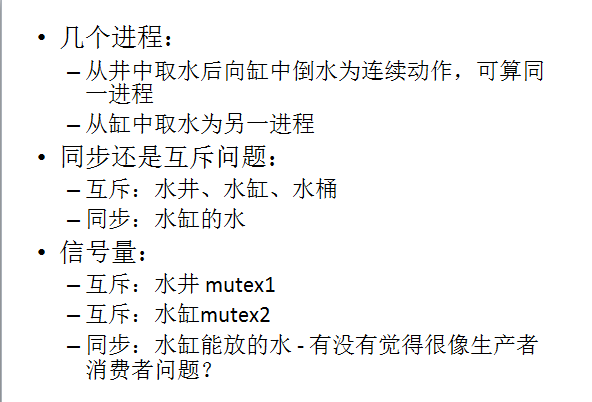 • 几个进程：
– 从井中取水后向缸中倒水为连续动作，可算同
一进程
– 从缸中取水为另一进程
• 同步还是互斥问题：
– 互斥：水井、水缸、水桶
– 同步：水缸的水
• 信号量：
– 互斥：水井 mutex1
– 互斥：水缸mutex2
– 同步：水缸能放的水 - 有没有觉得很像生产者
消费者问题？